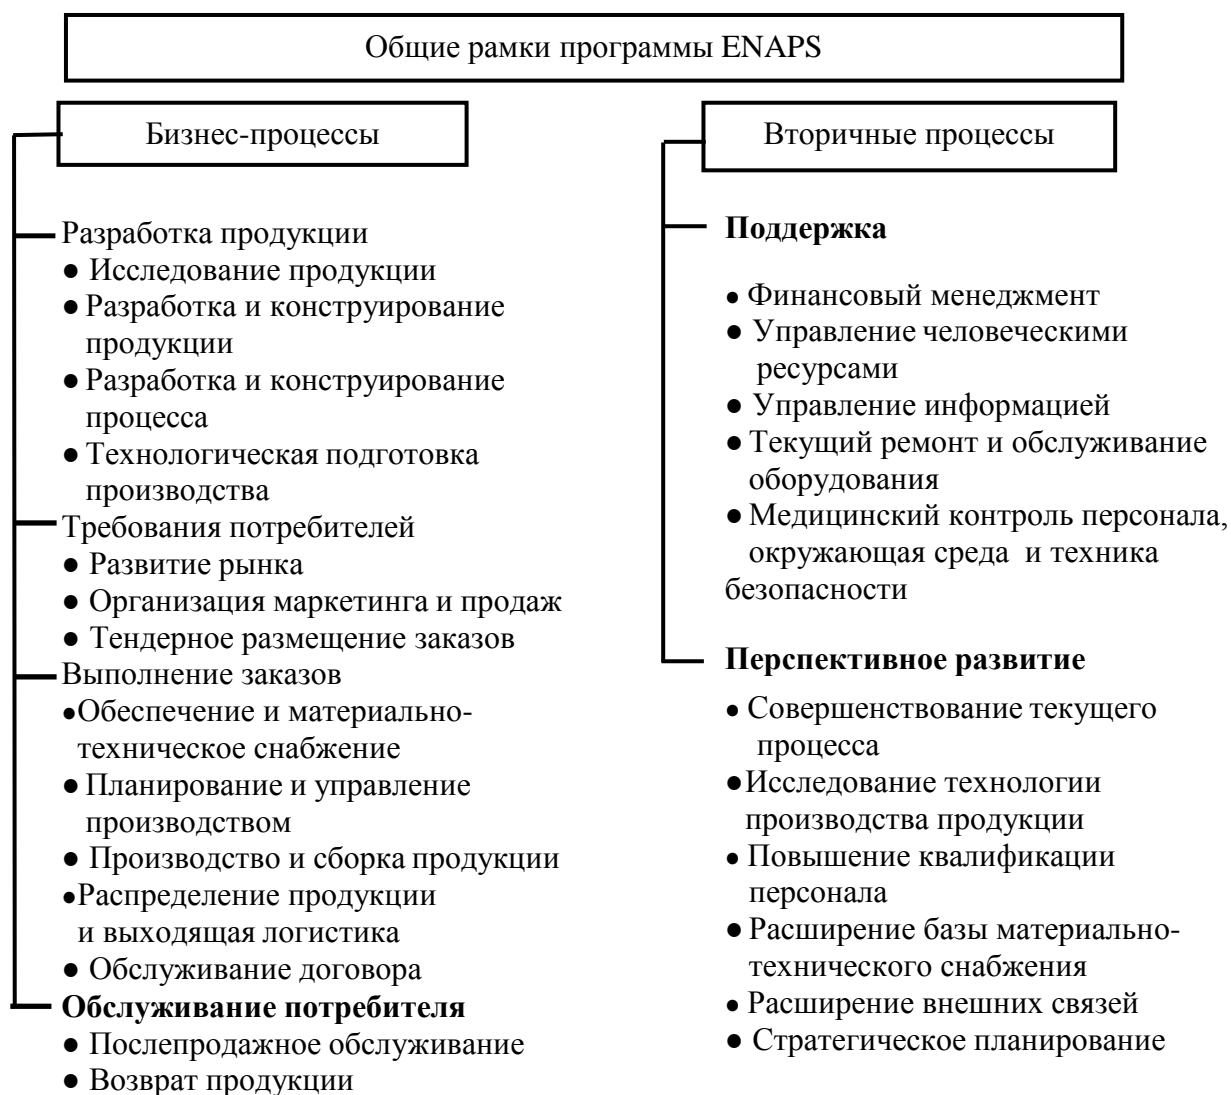 Общие рамки программы ENAPS
Бизнес-процессы
Разработка продукции
● Исследование продукции
● Разработка и конструирование
продукции
● Разработка и конструирование
процесса
● Технологическая подготовка
производства
Требования потребителей
● Развитие рынка
● Организация маркетинга и продаж
● Тендерное размещение заказов
Выполнение заказов
●Обеспечение и материально-
техническое снабжение
● Планирование и управление
производством
● Производство и сборка продукции
●Распределение продукции
и выходящая логистика
● Обслуживание договора
Обслуживание потребителя
● Послепродажное обслуживание
● Возврат продукции
Вторичные процессы
Поддержка
● Финансовый менеджмент
● Управление человеческими
ресурсами
● Управление информацией
● Текущий ремонт и обслуживание
оборудования
● Медицинский контроль персонала,
окружающая среда и техника
безопасности
Перспективное развитие
● Совершенствование текущего
процесса
●Исследование технологии
производства продукции
● Повышение квалификации
персонала
● Расширение базы материально-
технического снабжения
● Расширение внешних связей
● Стратегическое планирование